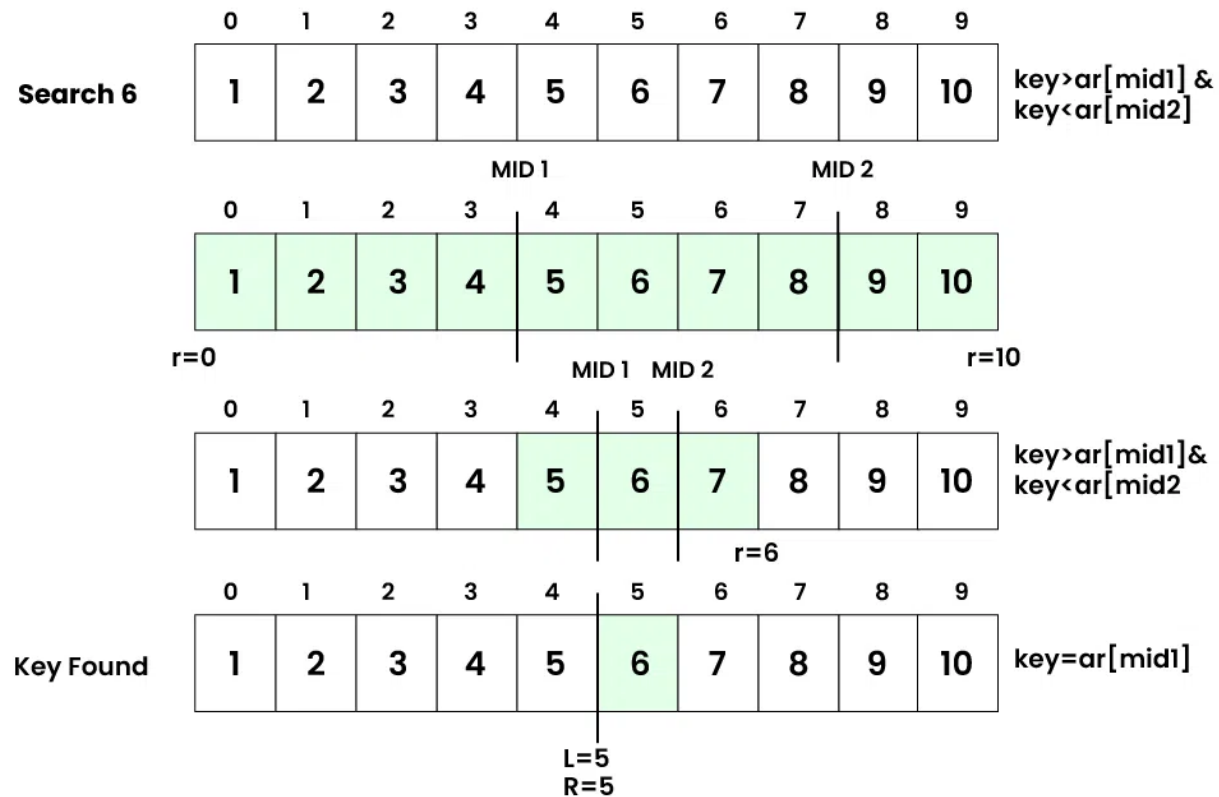 0 1 2 3 4 5 6 7 8 9
Search 6
1 2 3 4 5 6 7 8 9 10
key>ar[mid1] &
key<ar[mid2]
MID 1 MID 2
0 1 2 3 4 5 6 7 8 9
1 2 3 4 5 6 7 8 9 10
r=0 r=10
MID 1 MID 2
0 1 2 3 4 5 6 7 8 9
1 2 3 4 5 6 7 8 9 10
key>ar[mid1]&
key<ar[mid2
r=6
0 1 2 3 4 5 6 7 8 9
Key Found
1 2 3 4 5 6 7 8 9 10
key=ar[mid1]
L=5
R=5